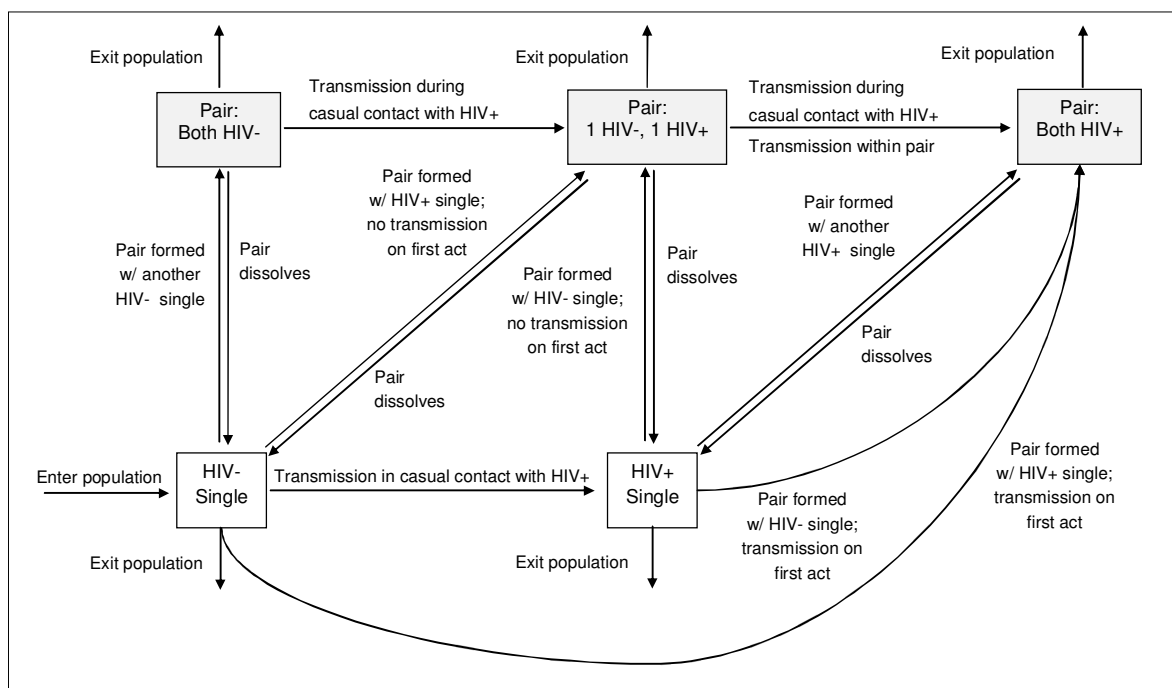 Exit population
Exit population
Exit population
Pair:
Both HIV-
Transmission during
casual contact with HIV+
Pair:
1 HIV-, 1 HIV+
Transmission during
casual contact with HIV+
Transmission within pair
Pair:
Both HIV+
Pair formed
w/ another
HIV- single
Pair
dissolves
Pair formed
w/ HIV+ single;
no transmission
on first act
Pair formed
w/ HIV- single;
no transmission
on first act
Pair
dissolves
Pair formed
w/ another
HIV+ single
Pair
dissolves
Pair
dissolves
Enter population
HIV-
Single
Transmission in casual contact with HIV+
HIV+
Single
Pair formed
w/ HIV- single;
transmission on
first act
Pair formed
w/ HIV+ single;
transmission on
first act
Exit population
Exit population